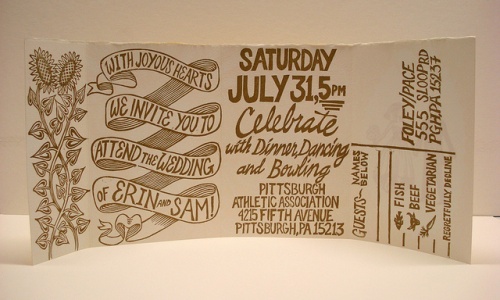 WITH JOYOUS HEARTS
WE INVITE YOU TO
ATTEND THE WEDDING
OF ERIN AND SAM!
SATURDAY
JULY 31, 5PM
Celebrate
with Dinner, Dancing
and Bowling
PITTSBURGH
ATHLETIC ASSOCIATION
4215 FIFTH AVENUE
PITTSBURGH, PA 15213
FOLEY/PACE
555 SLOOP RD
PGH, PA 15237
GUESTS- NAMES
BELOW
FISH
BEEF
VEGETARIAN
REGRETFULLY DECLINE